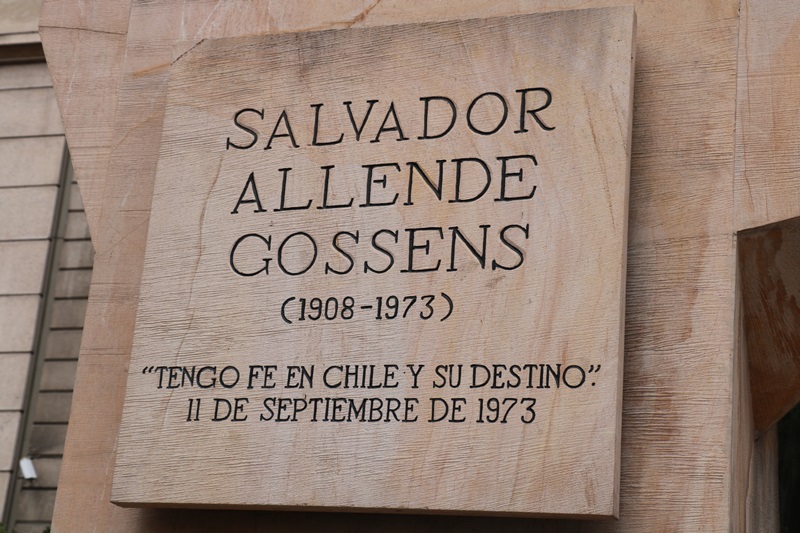 SALVADOR
ALLENDE
GOSSENS
(1908-1973)
"TENGO FE EN CHILE Y SU DESTINO".
11 DE SEPTIEMBRE DE 1973